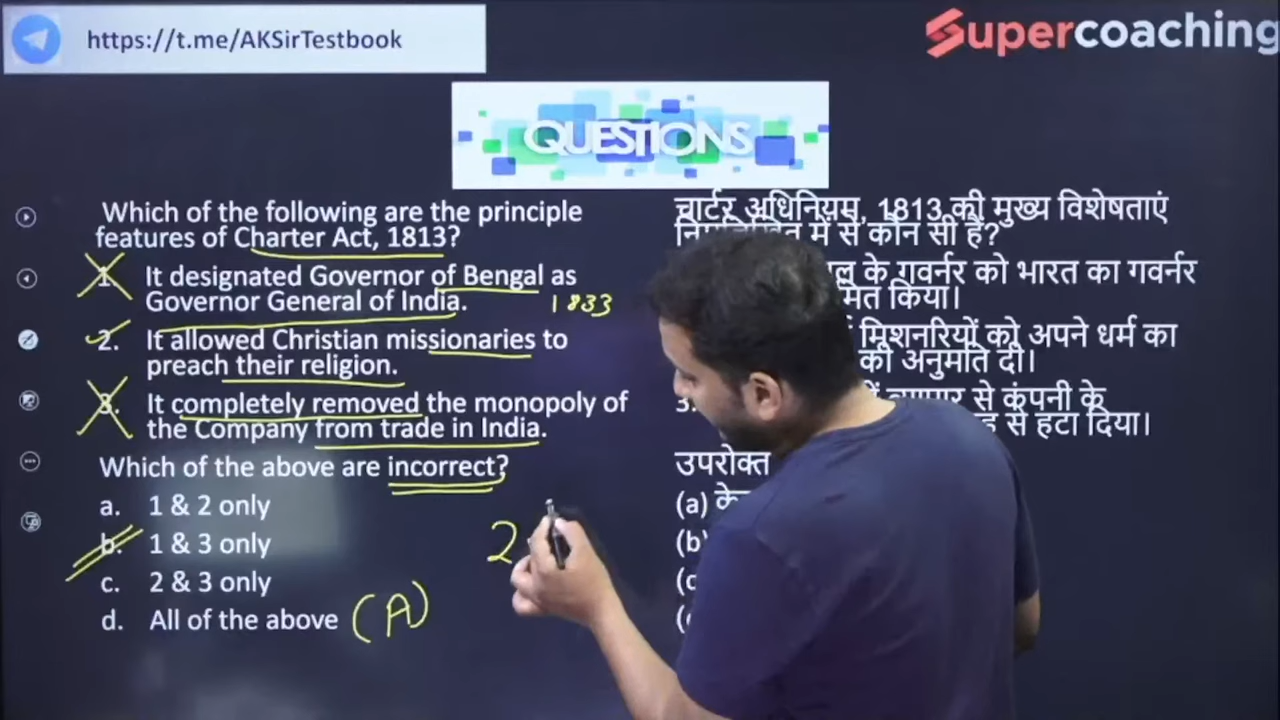 https://t.me/AKSirTestbook
Supercoaching
QUESTIONS
Which of the following are the principle
features of Charter Act, 1813?
1. It designated Governor of Bengal as
Governor General of India.
1833
2. It allowed Christian missionaries to
preach their religion.
3. It completely removed the monopoly of
the Company from trade in India.
Which of the above are incorrect?
a. 1 & 2 only
b. 1 & 3 only
c. 2 & 3 only
d. All of the above
(A)
2
चार्टर अधिनियम, 1813 की मुख्य विशेषताएं
निम्नलिखित में से कौन सी हैं?
के गवर्नर को भारत का गवर्नर
किया।
मिशनरियों को अपने धर्म का
की अनुमति दी।
3.
व्यापार से कंपनी के
से हटा दिया।
उपरोक्त
(a)
(b)